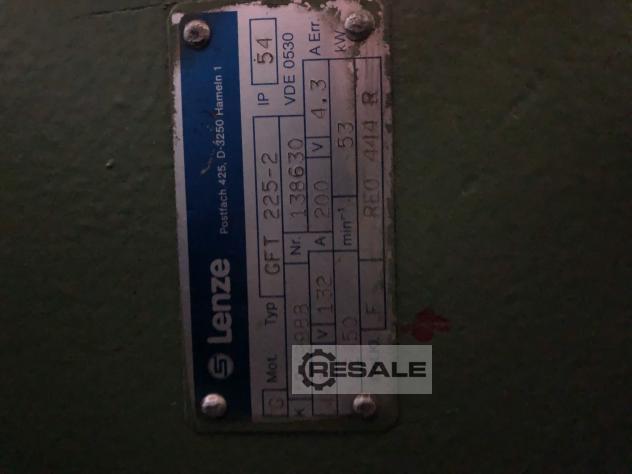 Lenze
Postfach 425, D-3250 Hameln 1
G Mot. Typ GFT 225-2 IP 54
Nr. 138630 VDE 0530
V 132 A 200 V 4.3 A Err.
50 min⁻¹ 53 kW
F REO 444 R
RESALE